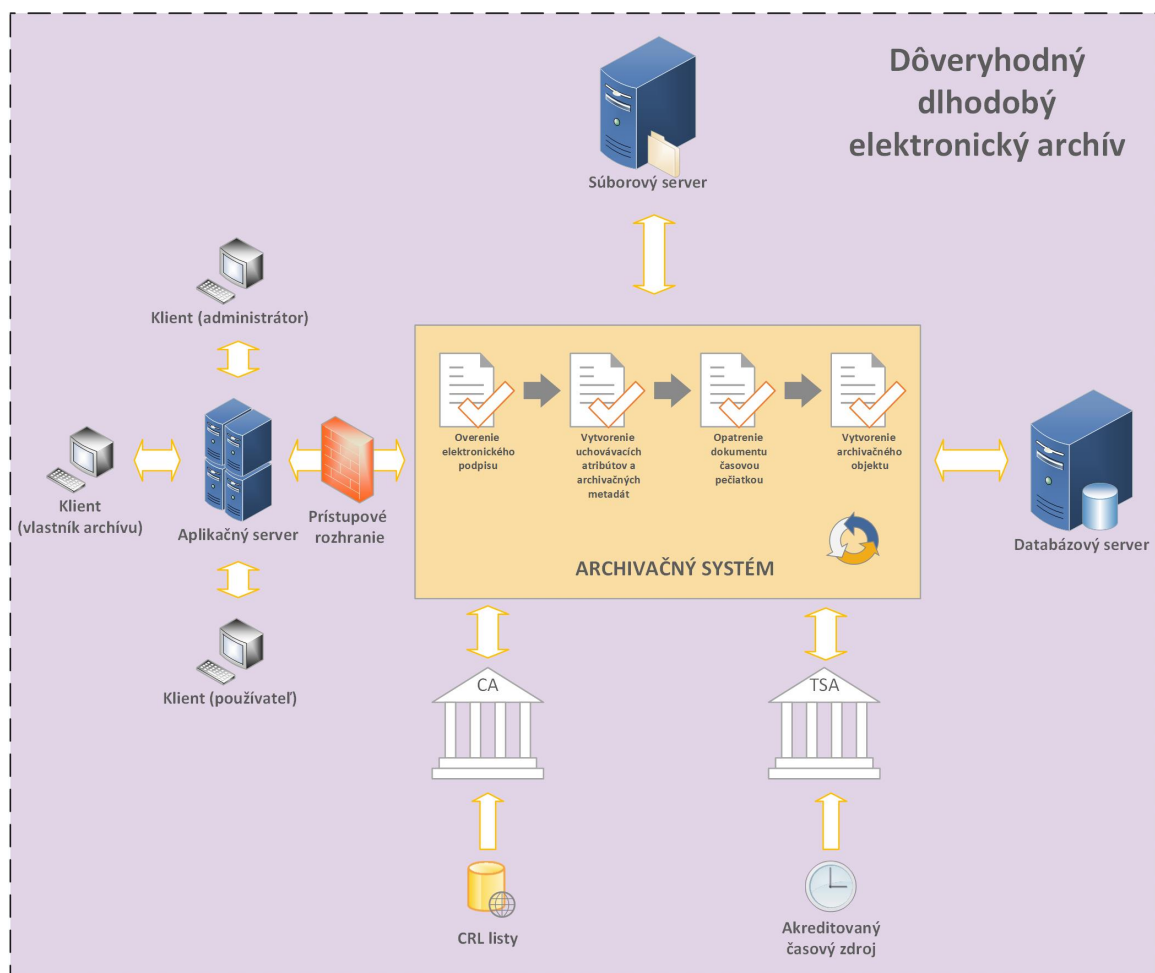 Dôveryhodný
dlhodobý
elektronický archív
Súborový server
Klient (administrátor)
Klient
(vlastník archívu)
Aplikačný server
Prístupové
rozhranie
Klient (používateľ)
Overenie
elektronického
podpisu
Vytvorenie
uchovávacích
atribútov a
archivačných
metadát
Opatrenie
dokumentu
časovou
pečiatkou
Vytvorenie
archivačného
objektu
ARCHIVAČNÝ SYSTÉM
Databázový server
CA
TSA
CRL listy
Akreditovaný
časový zdroj